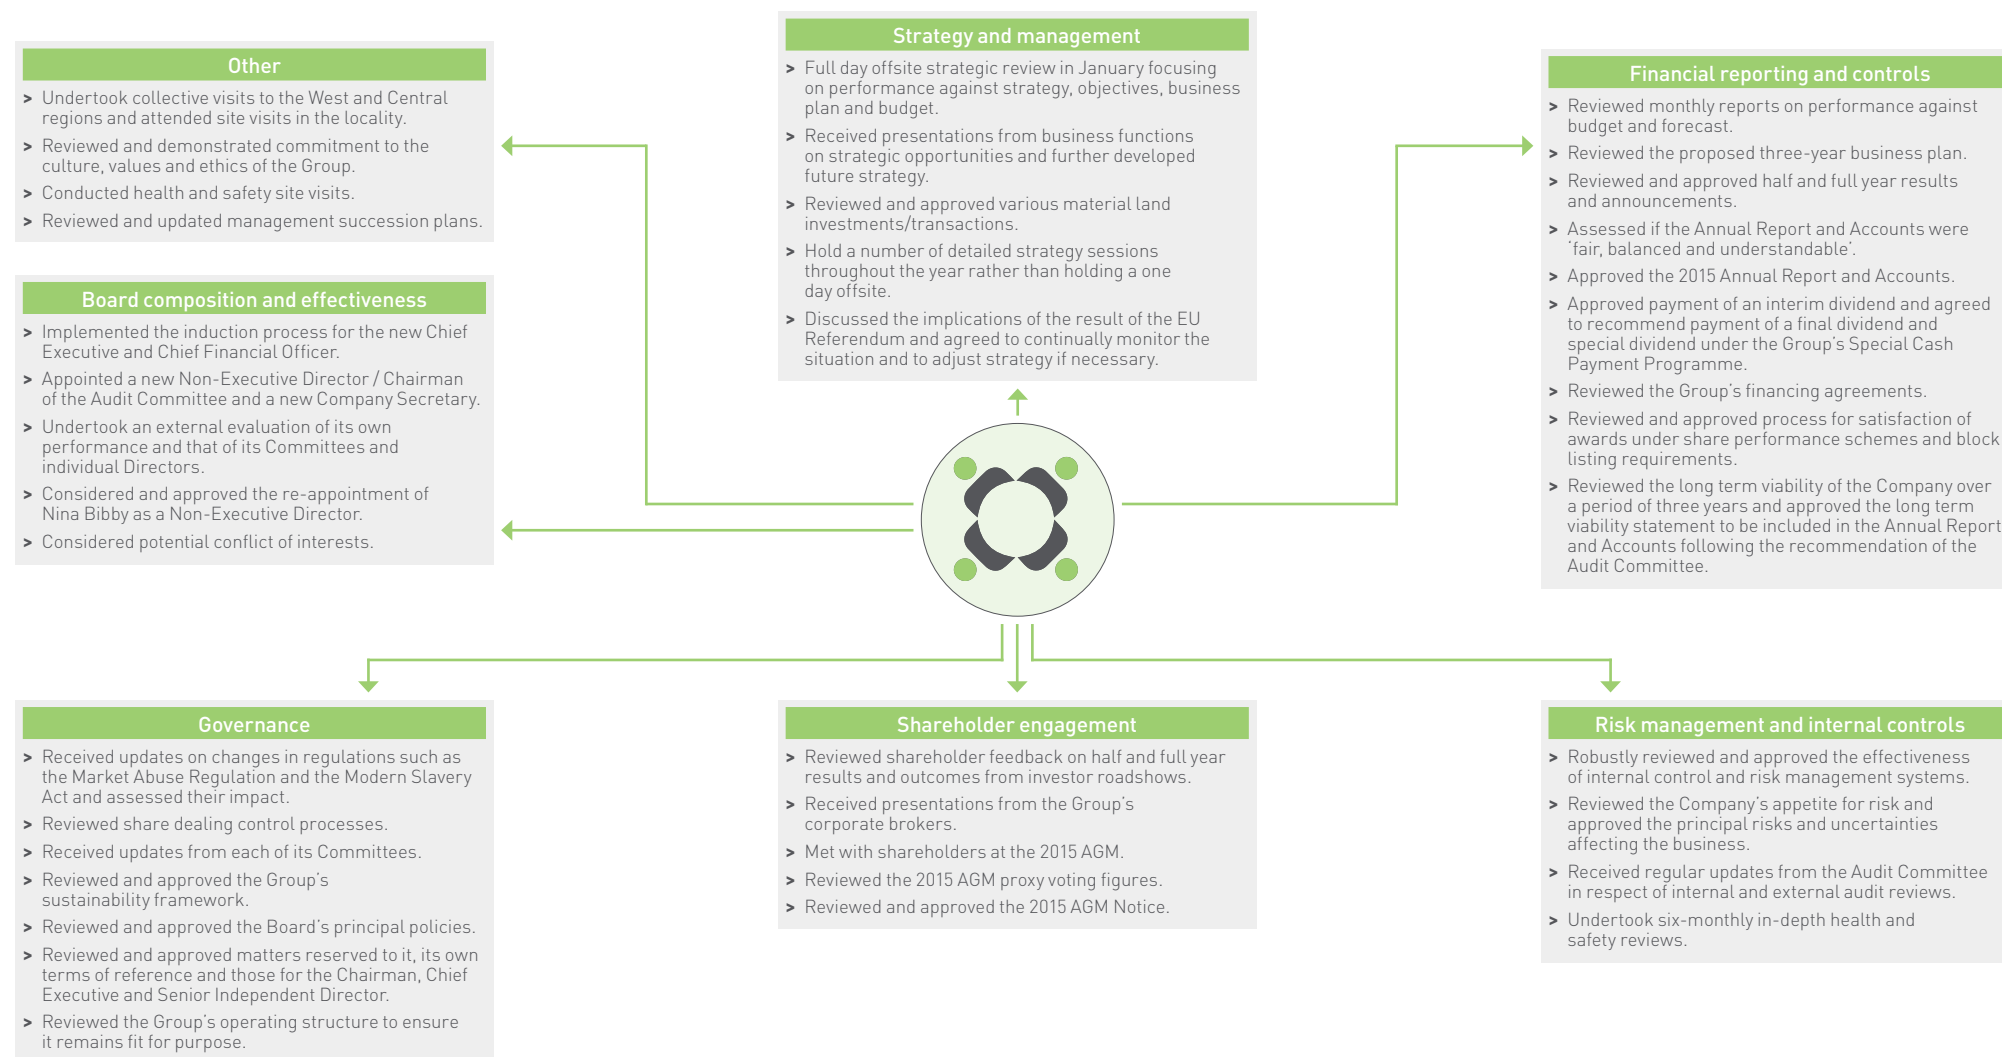 Other
> Undertook collective visits to the West and Central
regions and attended site visits in the locality.
> Reviewed and demonstrated commitment to the
culture, values and ethics of the Group.
> Conducted health and safety site visits.
> Reviewed and updated management succession plans.
Board composition and effectiveness
> Implemented the induction process for the new Chief
Executive and Chief Financial Officer.
> Appointed a new Non-Executive Director / Chairman
of the Audit Committee and a new Company Secretary.
> Undertook an external evaluation of its own
performance and that of its Committees and
individual Directors.
> Considered and approved the re-appointment of
Nina Bibby as a Non-Executive Director.
> Considered potential conflict of interests.
Strategy and management
> Full day offsite strategic review in January focusing
on performance against strategy, objectives, business
plan and budget.
> Received presentations from business functions
on strategic opportunities and further developed
future strategy.
> Reviewed and approved various material land
investments/transactions.
> Hold a number of detailed strategy sessions
throughout the year rather than holding a one
day offsite.
> Discussed the implications of the result of the EU
Referendum and agreed to continually monitor the
situation and to adjust strategy if necessary.
Financial reporting and controls
> Reviewed monthly reports on performance against
budget and forecast.
> Reviewed the proposed three-year business plan.
> Reviewed and approved half and full year results
and announcements.
> Assessed if the Annual Report and Accounts were
‘fair, balanced and understandable’.
> Approved the 2015 Annual Report and Accounts.
> Approved payment of an interim dividend and agreed
to recommend payment of a final dividend and
special dividend under the Group’s Special Cash
Payment Programme.
> Reviewed the Group’s financing agreements.
> Reviewed and approved process for satisfaction of
awards under share performance schemes and block
listing requirements.
> Reviewed the long term viability of the Company over
a period of three years and approved the long term
viability statement to be included in the Annual Report
and Accounts following the recommendation of the
Audit Committee.
Governance
> Received updates on changes in regulations such as
the Market Abuse Regulation and the Modern Slavery
Act and assessed their impact.
> Reviewed share dealing control processes.
> Received updates from each of its Committees.
> Reviewed and approved the Group’s
sustainability framework.
> Reviewed and approved the Board’s principal policies.
> Reviewed and approved matters reserved to it, its own
terms of reference and those for the Chairman, Chief
Executive and Senior Independent Director.
> Reviewed the Group’s operating structure to ensure
it remains fit for purpose.
Shareholder engagement
> Reviewed shareholder feedback on half and full year
results and outcomes from investor roadshows.
> Received presentations from the Group’s
corporate brokers.
> Met with shareholders at the 2015 AGM.
> Reviewed the 2015 AGM proxy voting figures.
> Reviewed and approved the 2015 AGM Notice.
Risk management and internal controls
> Robustly reviewed and approved the effectiveness
of internal control and risk management systems.
> Reviewed the Company’s appetite for risk and
approved the principal risks and uncertainties
affecting the business.
> Received regular updates from the Audit Committee
in respect of internal and external audit reviews.
> Undertook six-monthly in-depth health and
safety reviews.